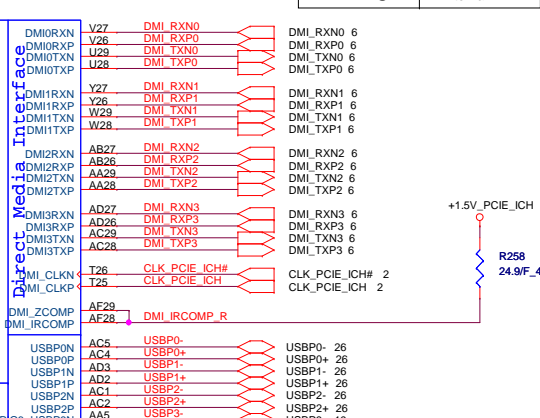 Direct Media Interface
DMI0RXN V27 DMI_RXN0 DMI_RXN0 6
DMI0RXP V26 DMI_RXP0 DMI_RXP0 6
DMI0TXN U29 DMI_TXN0 DMI_TXN0 6
DMI0TXP U28 DMI_TXP0 DMI_TXP0 6
DMI1RXN Y27 DMI_RXN1 DMI_RXN1 6
DMI1RXP Y26 DMI_RXP1 DMI_RXP1 6
DMI1TXN W29 DMI_TXN1 DMI_TXN1 6
DMI1TXP W28 DMI_TXP1 DMI_TXP1 6
DMI2RXN AB27 DMI_RXN2 DMI_RXN2 6
DMI2RXP AB26 DMI_RXP2 DMI_RXP2 6
DMI2TXN AA29 DMI_TXN2 DMI_TXN2 6
DMI2TXP AA28 DMI_TXP2 DMI_TXP2 6
DMI3RXN AD27 DMI_RXN3 DMI_RXN3 6
DMI3RXP AD26 DMI_RXP3 DMI_RXP3 6
DMI3TXN AC29 DMI_TXN3 DMI_TXN3 6
DMI3TXP AC28 DMI_TXP3 DMI_TXP3 6
+1.5V_PCIE_ICH
R258
24.9/F_4
DMI_CLKN T26 CLK_PCIE_ICH# CLK_PCIE_ICH# 2
DMI_CLKP T25 CLK_PCIE_ICH CLK_PCIE_ICH 2
DMI_ZCOMP AF29
DMI_IRCOMP AF28 DMI_IRCOMP_R
USBP0N AC5 USBP0- USBP0- 26
USBP0P AC4 USBP0+ USBP0+ 26
USBP1N AD3 USBP1- USBP1- 26
USBP1P AD2 USBP1+ USBP1+ 26
USBP2N AC1 USBP2- USBP2- 26
USBP2P AC2 USBP2+ USBP2+ 26
AA5 USBP3-